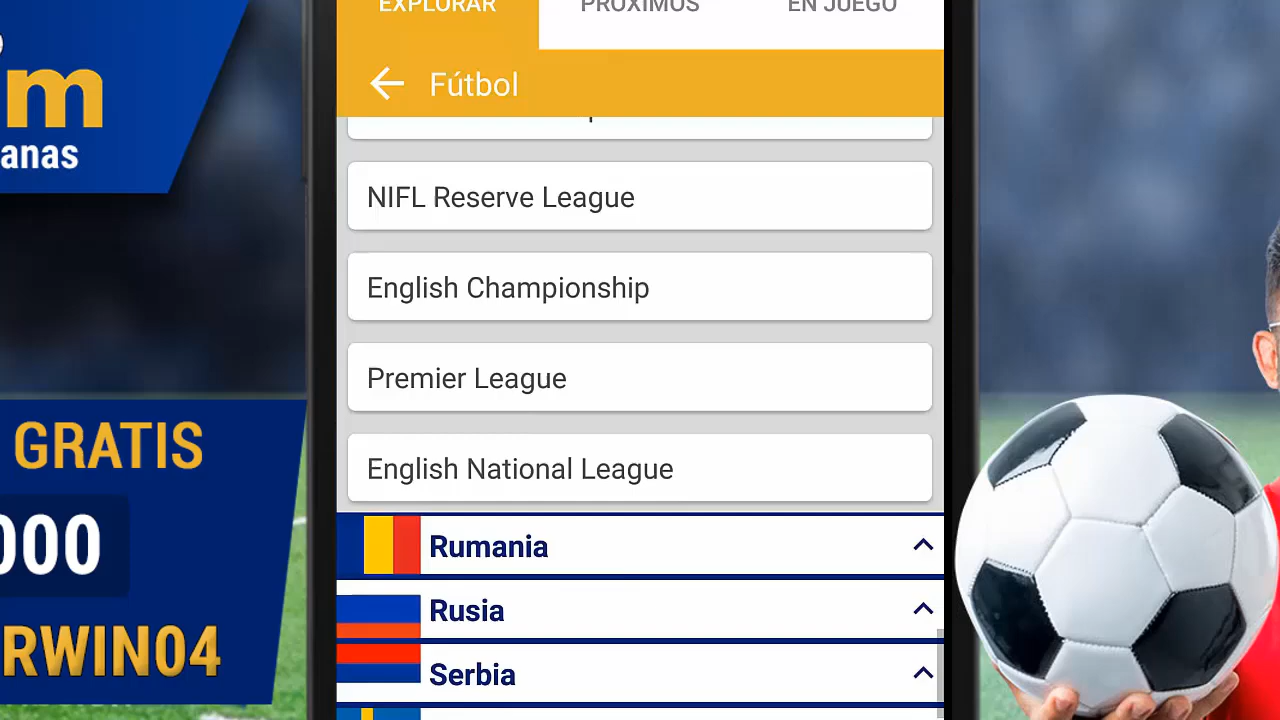 EXPLORAR
PRÓXIMOS
EN JUEGO
Fútbol
NIFL Reserve League
English Championship
Premier League
English National League
Rumania
Rusia
Serbia
m
anas
GRATIS
000
RWIN04